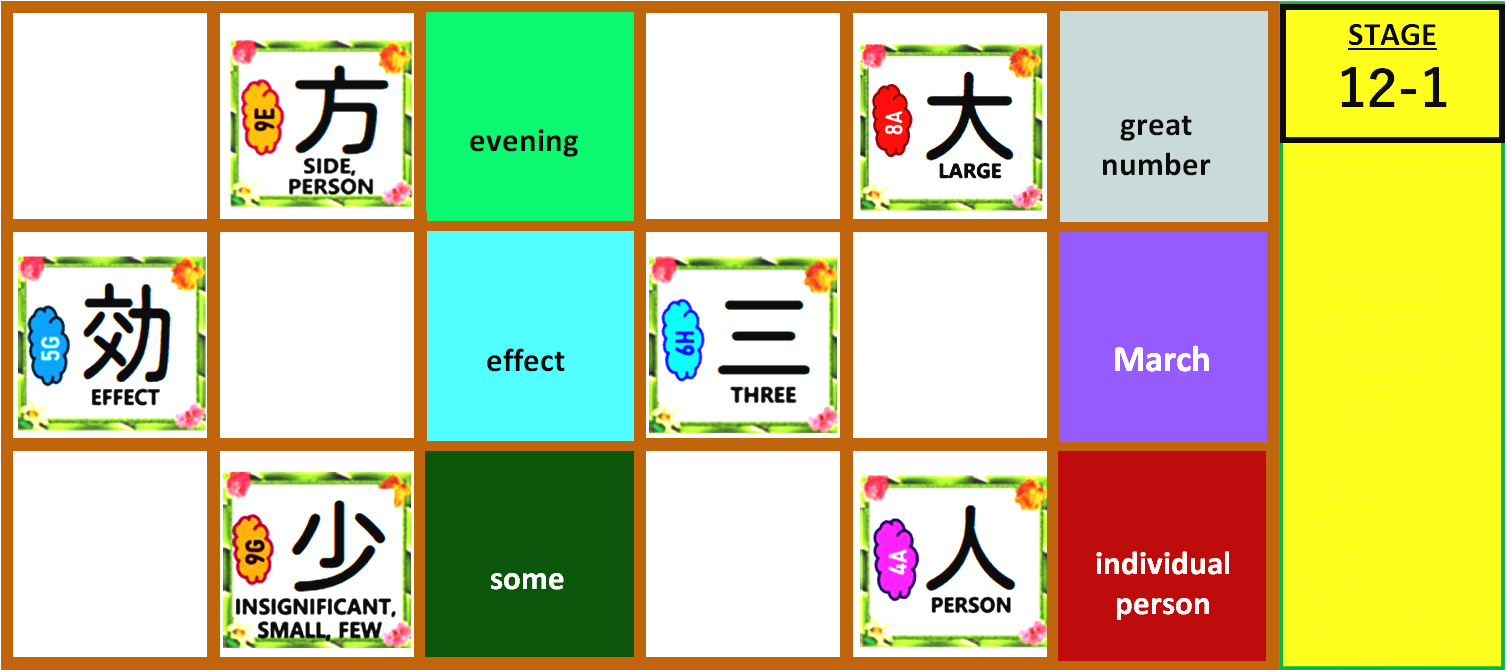 9E
方
SIDE,
PERSON
evening
8A
大
LARGE
great
number
STAGE
12-1
5G
効
EFFECT
effect
6H
三
THREE
March
9G
少
INSIGNIFICANT,
SMALL, FEW
some
4A
人
PERSON
individual
person